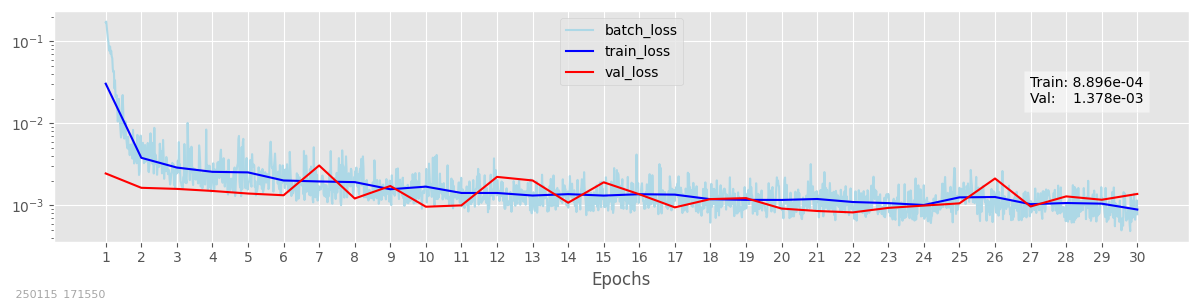 batch_loss
train_loss
val_loss
Train: 8.896e-04
Val: 1.378e-03
10⁻¹
10⁻²
10⁻³
1 2 3 4 5 6 7 8 9 10 11 12 13 14 15 16 17 18 19 20 21 22 23 24 25 26 27 28 29 30
Epochs
250115_171550